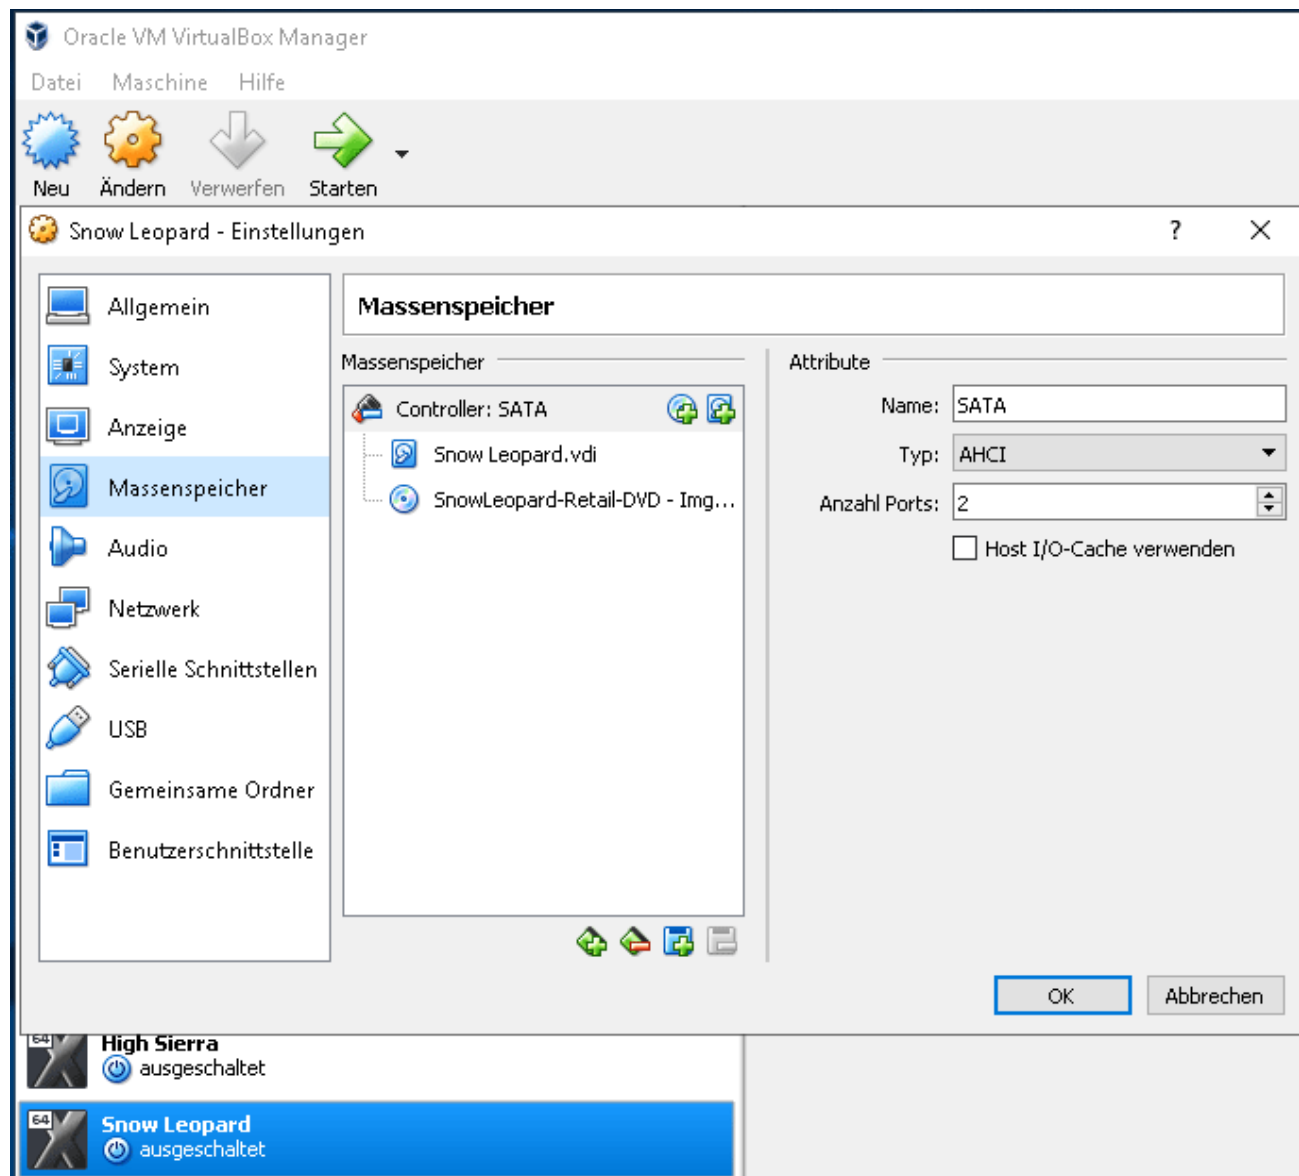 Oracle VM VirtualBox Manager
Datei Maschine Hilfe
Neu Ändern Verwerfen Starten
Snow Leopard - Einstellungen ?
Allgemein
System
Anzeige
Massenspeicher
Audio
Netzwerk
Serielle Schnittstellen
USB
Gemeinsame Ordner
Benutzerschnittstelle
Massenspeicher
Massenspeicher
Controller: SATA
Snow Leopard.vdi
SnowLeopard-Retail-DVD - Img...
Attribute
Name: SATA
Typ: AHCI
Anzahl Ports: 2
Host I/O-Cache verwenden
OK Abbrechen
64 High Sierra
ausgeschaltet
64 Snow Leopard
ausgeschaltet